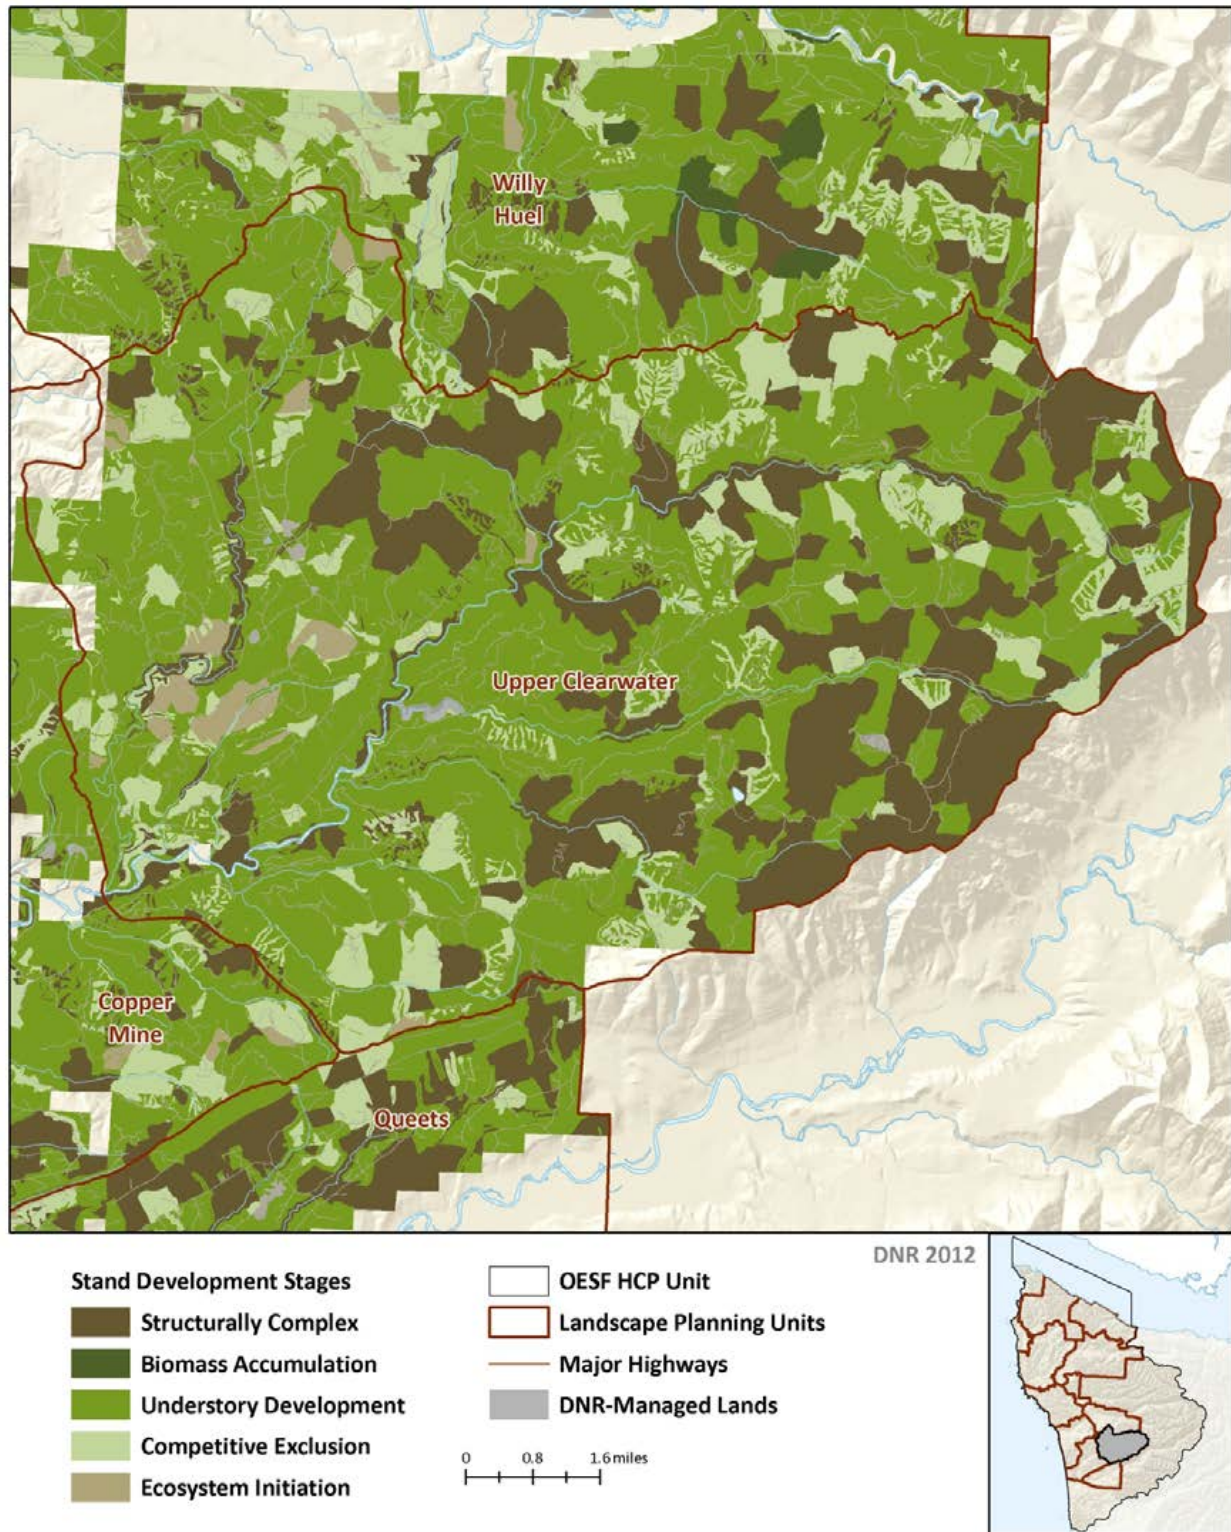 Willy
Huel
Upper Clearwater
Copper
Mine
Queets
DNR 2012
Stand Development Stages
Structurally Complex
Biomass Accumulation
Understory Development
Competitive Exclusion
Ecosystem Initiation
OESF HCP Unit
Landscape Planning Units
Major Highways
DNR-Managed Lands
0 0.8 1.6 miles